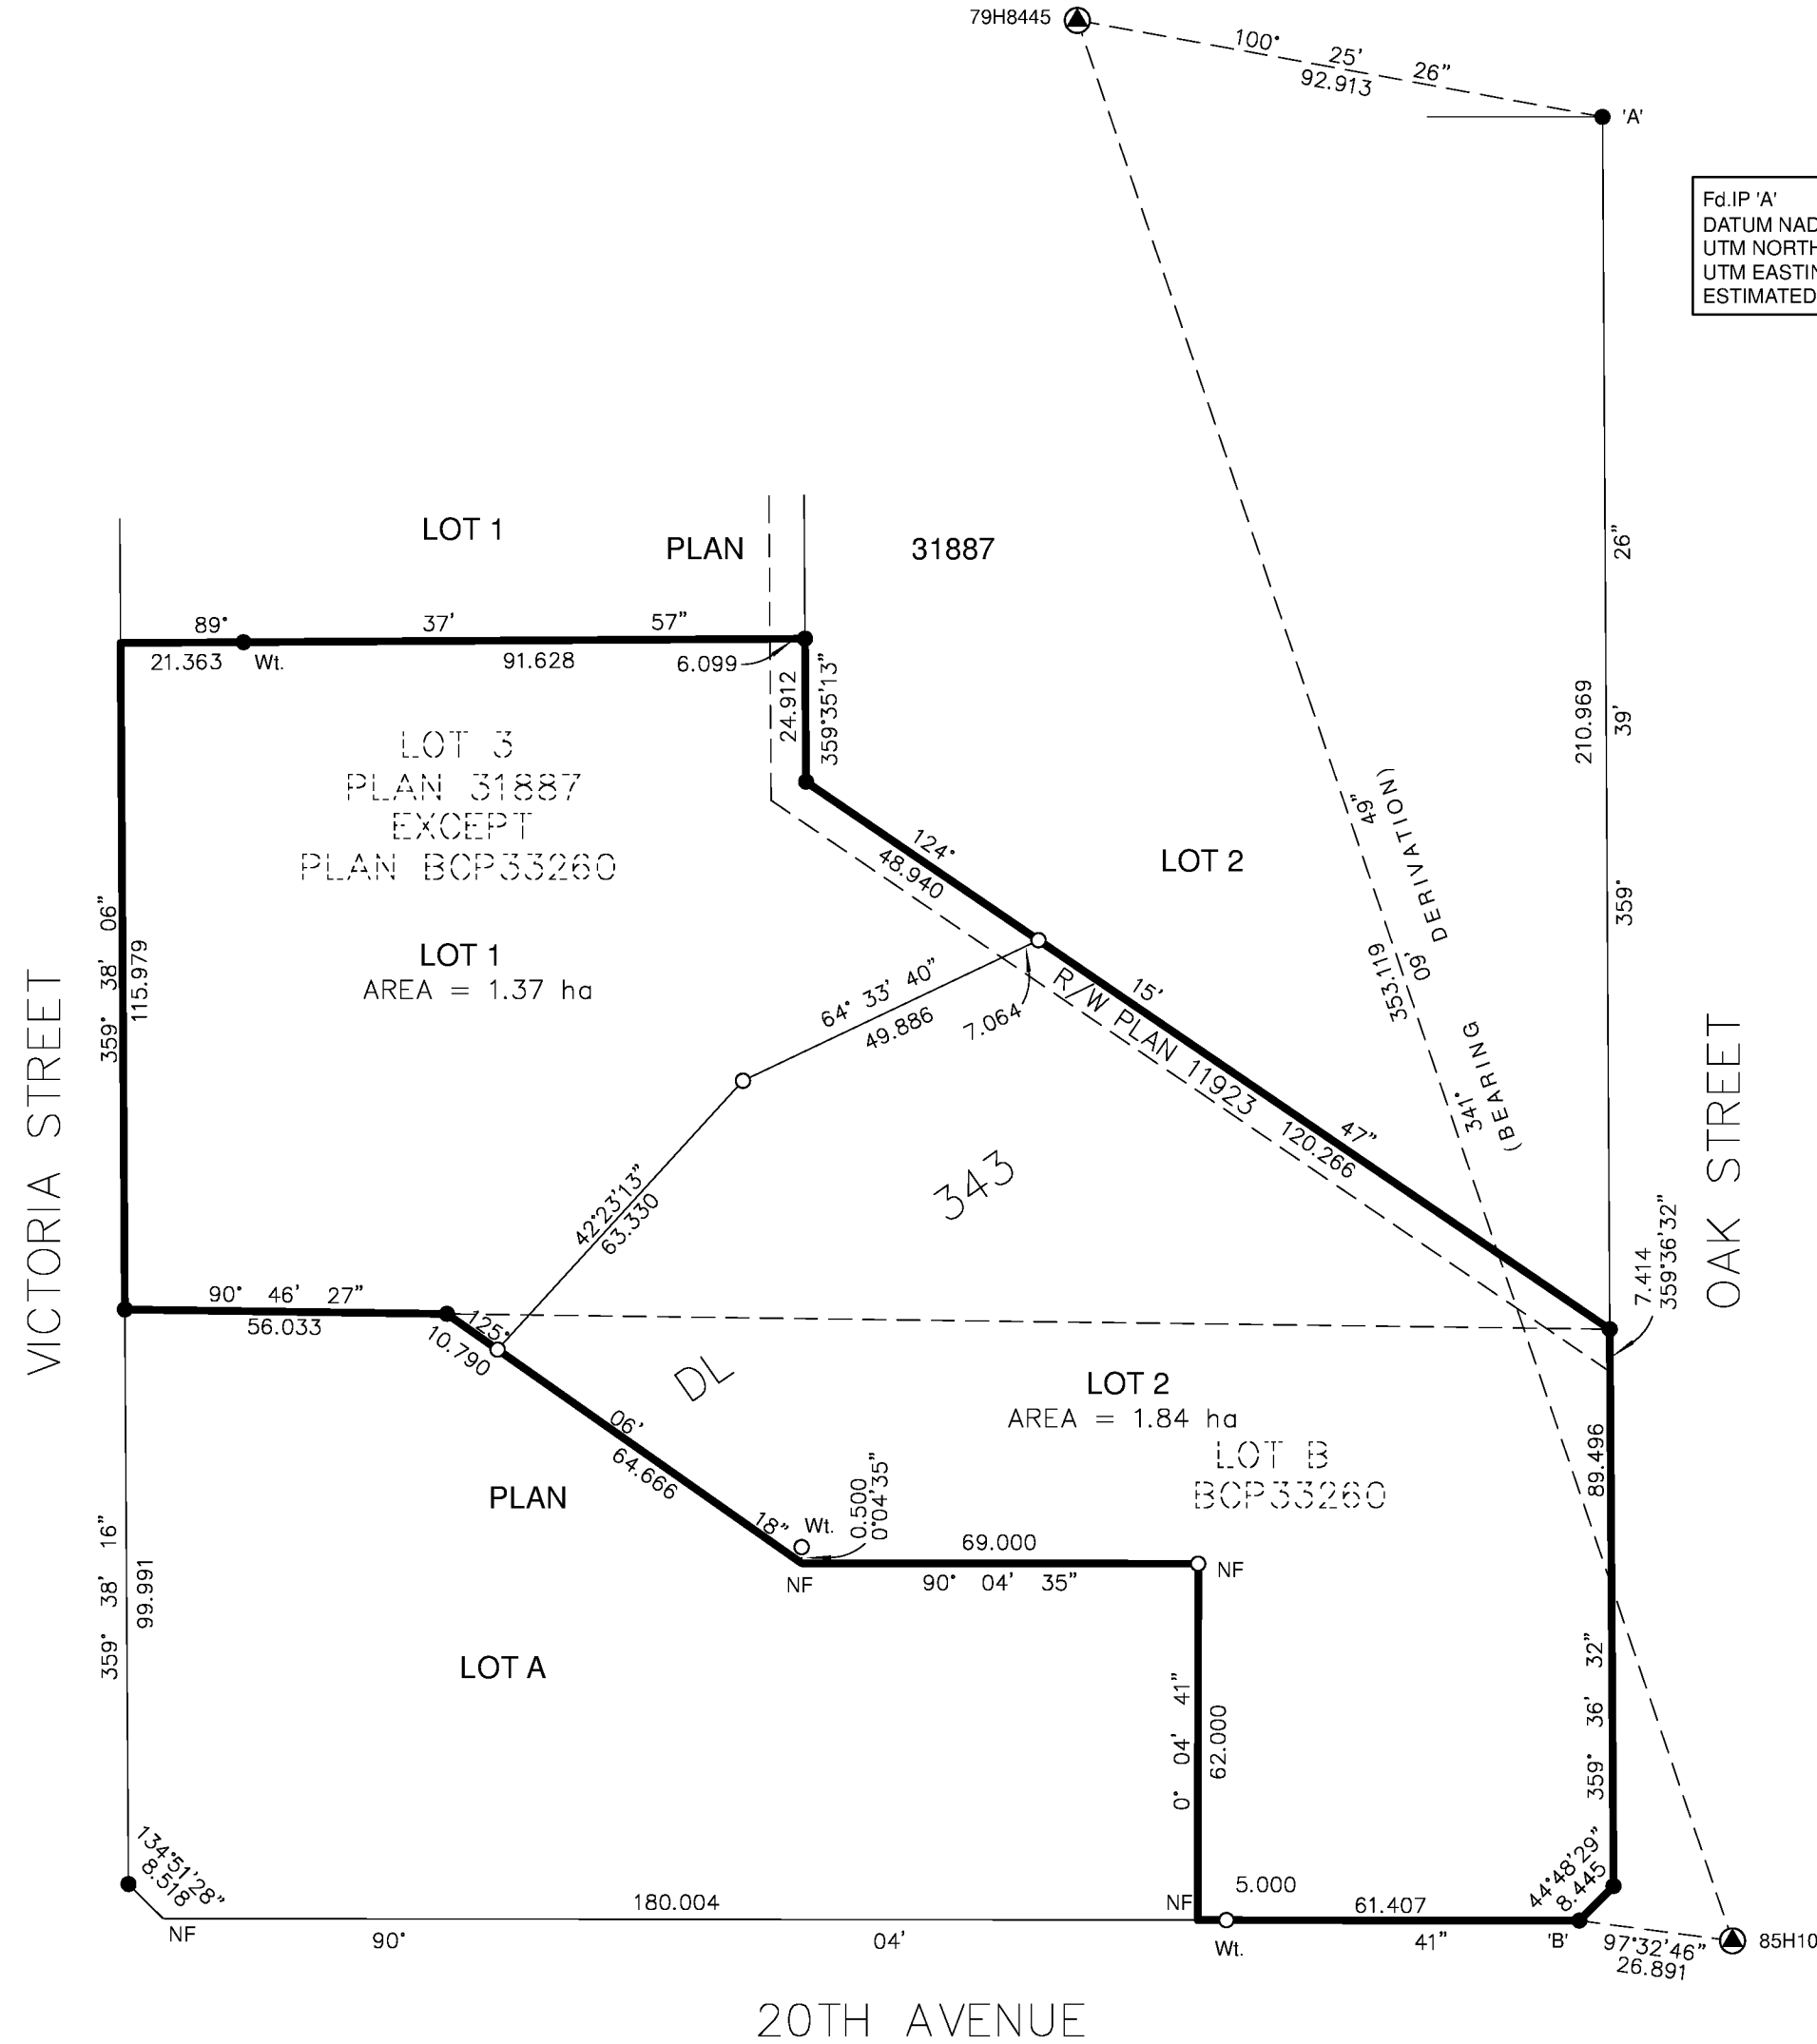 79H8445
100° 25' 26"
92.913
'A'
Fd.IP 'A'
DATUM NAD
UTM NORTH
UTM EASTIN
ESTIMATED
LOT 1
PLAN 31887
89° 37' 57"
21.363
Wt.
91.628
6.099
24.912
359°35'13"
359° 39' 26"
210.969
LOT 3
PLAN 31887
EXCEPT
PLAN BCP33260
LOT 1
AREA = 1.37 ha
359° 38' 06"
115.979
VICTORIA STREET
124° 15' 47"
48.940
LOT 2
341° 09' 49"
353.119
(BEARING DERIVATION)
64° 33' 40"
49.886
7.064
R/W PLAN 11923
120.266
OAK STREET
42°23'13"
63.330
343
7.414
359°36'32"
90° 46' 27"
56.033
125° 06' 18"
10.790
DL
LOT 2
AREA = 1.84 ha
LOT B
BCP33260
64.666
PLAN
89.496
359° 36' 32"
Wt.
0.500
0°04'35"
69.000
NF
90° 04' 35"
NF
359° 38' 16"
99.991
LOT A
0° 04' 41"
62.000
134°51'28"
8.518
NF
180.004
NF
5.000
61.407
44°48'29"
8.445
90° 04' 41"
Wt.
'B'
97°32'46"
26.891
85H10
20TH AVENUE